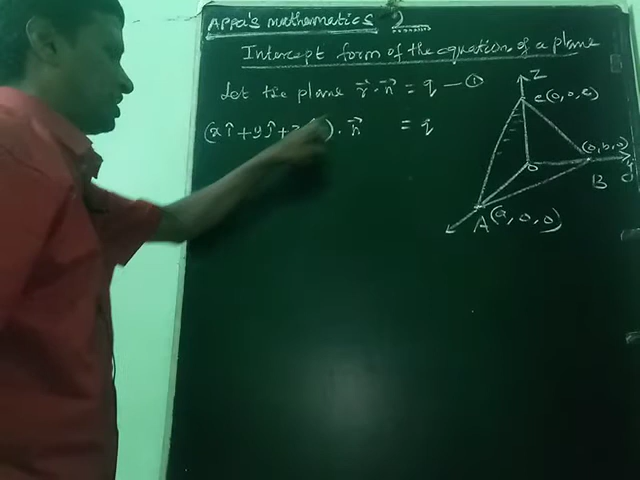 APPA's mathematics
Intercept form of the equation of a plane
Let the plane r⃗ . n⃗ = q — ①
(xî + yĵ + z ) . n⃗ = q
Z
C(0,0,c)
(0,b,0)
O
B
y
A(a,0,0)